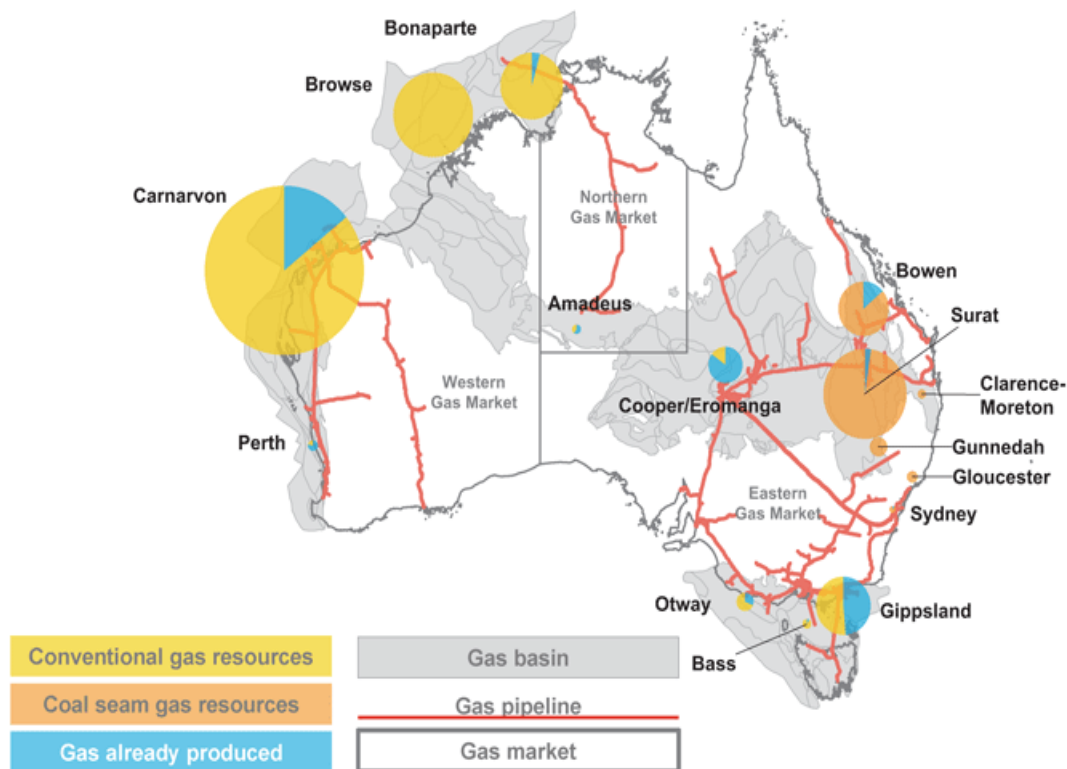 Bonaparte
Browse
Carnarvon
Northern
Gas Market
Bowen
Surat
Amadeus
Western
Gas Market
Clarence-
Moreton
Cooper/Eromanga
Perth
Gunnedah
Gloucester
Eastern
Gas Market
Sydney
Otway
Gippsland
Bass
Conventional gas resources
Gas basin
Coal seam gas resources
Gas pipeline
Gas already produced
Gas market